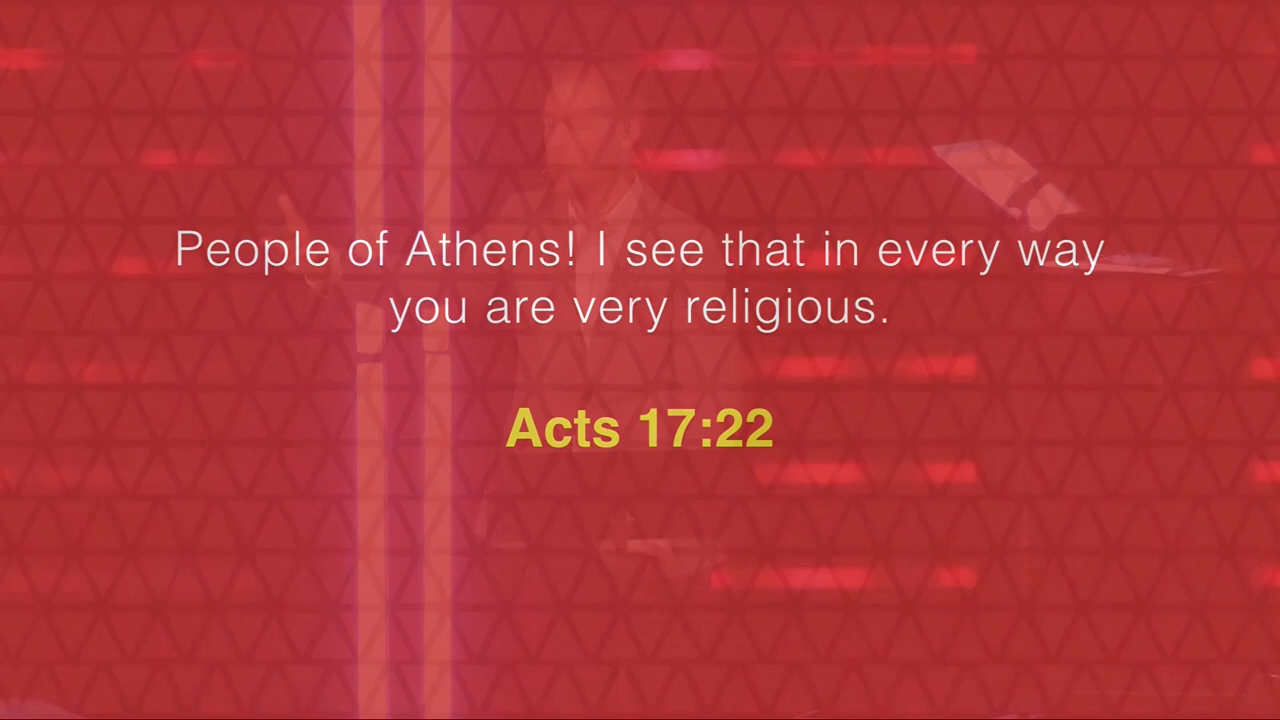 People of Athens! I see that in every way
you are very religious.
Acts 17:22